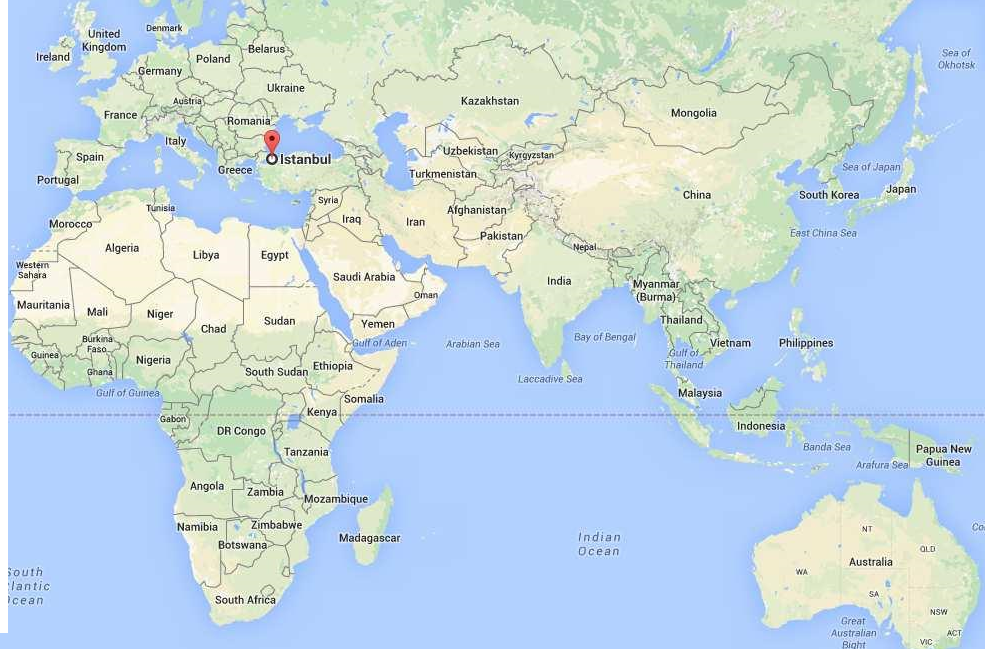 Sea of
Okhotsk
United
Kingdom
Denmark
Ireland
Belarus
Poland
Germany
Ukraine
Austria
France
Romania
Kazakhstan
Mongolia
Italy
Istanbul
Spain
Greece
Portugal
Uzbekistan
Kyrgyzstan
Turkmenistan
Sea of Japan
South Korea
Japan
China
Tunisia
Syria
Morocco
Iraq
Iran
Afghanistan
Pakistan
East China Sea
Algeria
Libya
Egypt
Nepal
Western
Sahara
Saudi Arabia
India
Myanmar
(Burma)
Oman
Mauritania
Mali
Niger
Chad
Sudan
Yemen
Thailand
Gulf of Aden
Arabian Sea
Bay of Bengal
Vietnam
Philippines
Burkina
Faso
Guinea
Ghana
Nigeria
South Sudan
Ethiopia
Gulf of
Thailand
Laccadive Sea
Gulf of Guinea
Somalia
Malaysia
Gabon
Kenya
DR Congo
Indonesia
Tanzania
Banda Sea
Arafura Sea
Papua New
Guinea
Angola
Zambia
Mozambique
Namibia
Zimbabwe
Botswana
Madagascar
Indian
Ocean
NT
QLD
Co
Australia
WA
South Africa
SA
NSW
ACT
VIC
Great
Australian
Bight
South
lantic
cean